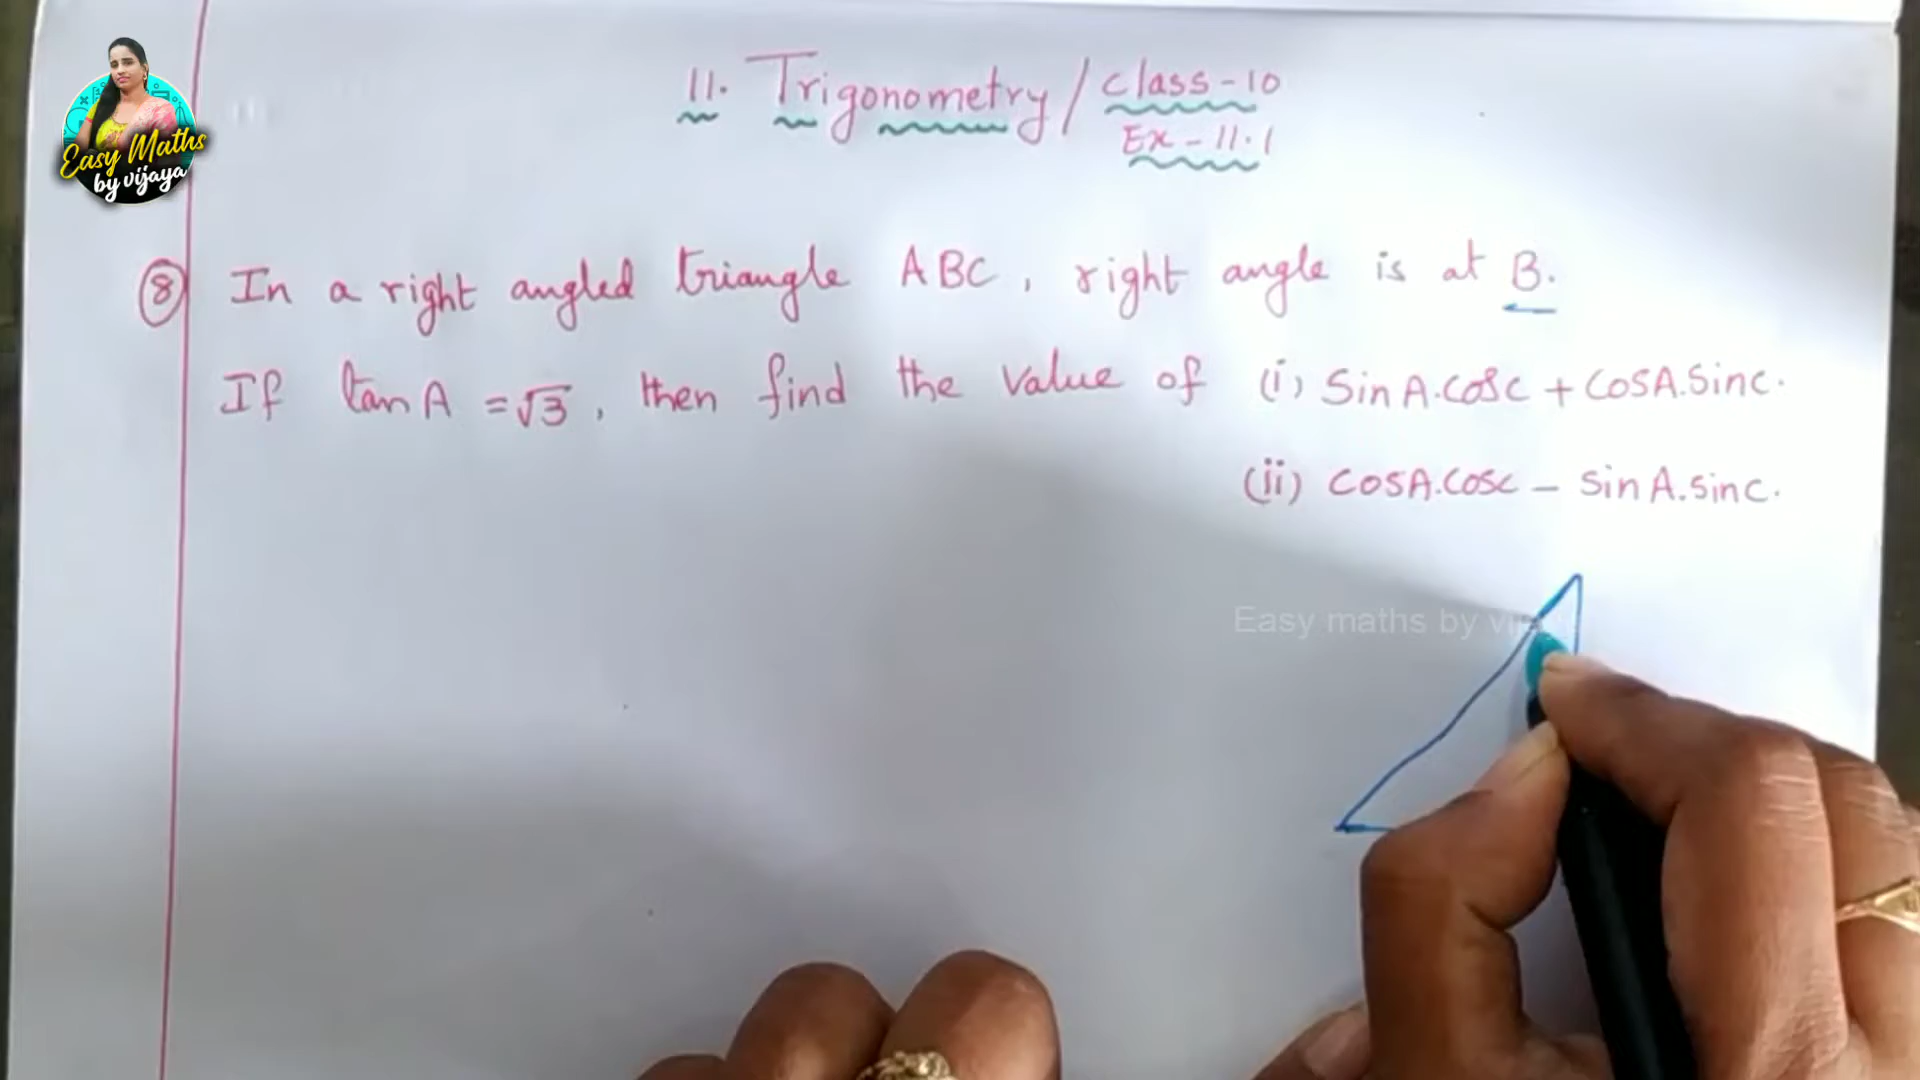 Easy Maths
by vijaya
11. Trigonometry / class-10
Ex-11.1
8 In a right angled triangle ABC, right angle is at B.
If tan A = √3, then find the value of (i) Sin A.cosc + cosA.sinc.
(ii) cosA.cosc - sin A.sinc.
Easy maths by